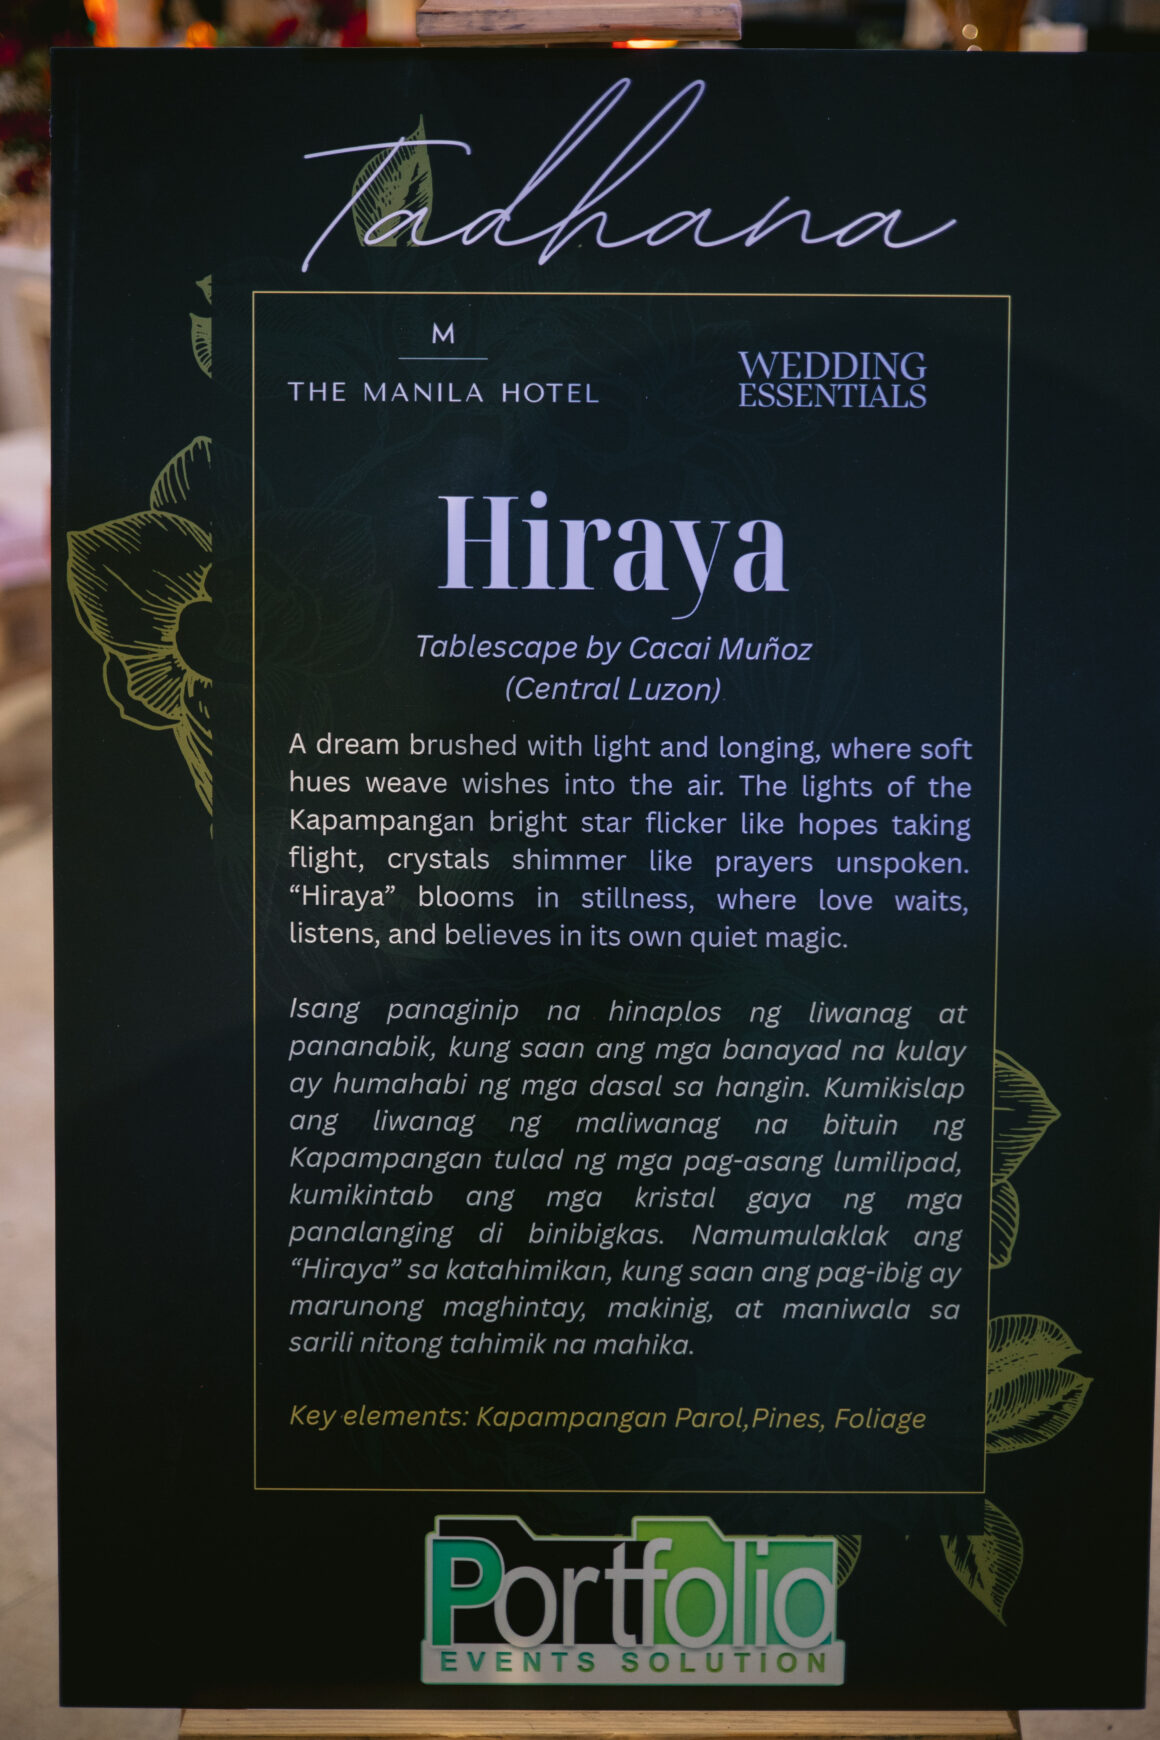 Tadhana
M
THE MANILA HOTEL
WEDDING
ESSENTIALS
Hiraya
Tablescape by Cacai Muñoz
(Central Luzon)
A dream brushed with light and longing, where soft
hues weave wishes into the air. The lights of the
Kapampangan bright star flicker like hopes taking
flight, crystals shimmer like prayers unspoken.
“Hiraya” blooms in stillness, where love waits,
listens, and believes in its own quiet magic.
Isang panaginip na hinaplos ng liwanag at
pananabik, kung saan ang mga banayad na kulay
ay humahabi ng mga dasal sa hangin. Kumikislap
ang liwanag ng maliwanag na bituin ng
Kapampangan tulad ng mga pag-asang lumilipad,
kumikintab ang mga kristal gaya ng mga
panalanging di binibigkas. Namumulaklak ang
“Hiraya” sa katahimikan, kung saan ang pag-ibig ay
marunong maghintay, makinig, at maniwala sa
sarili nitong tahimik na mahika.
Key elements: Kapampangan Parol,Pines, Foliage
Portfolio
EVENTS SOLUTION